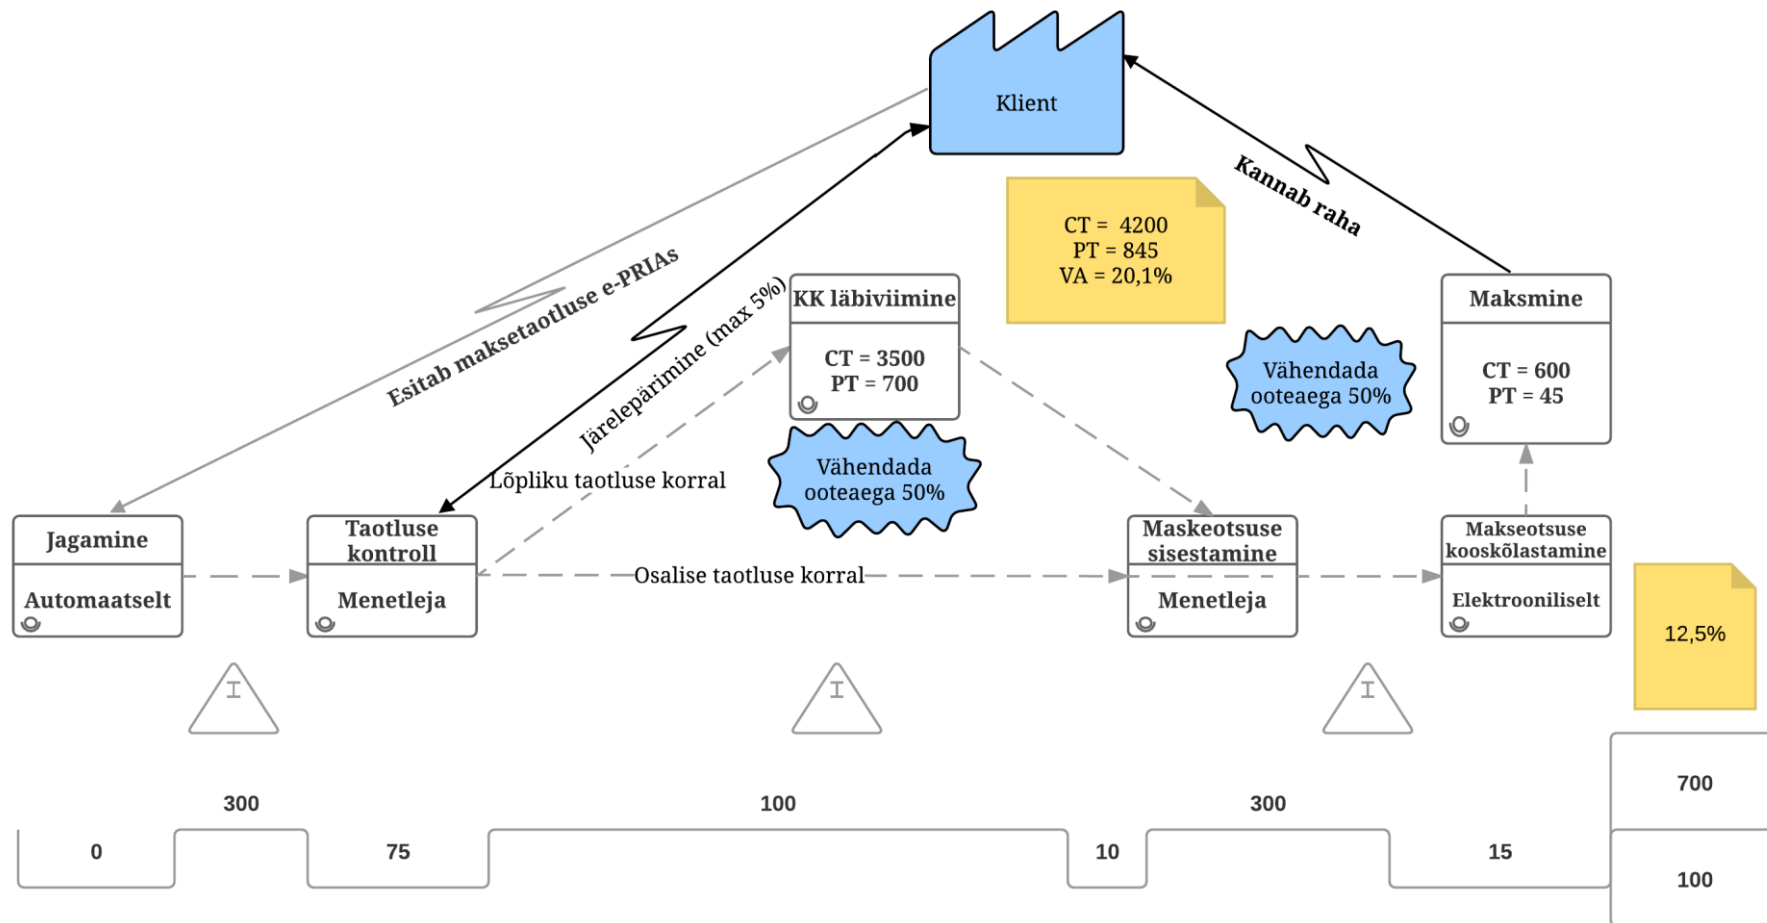 Klient
Kannab raha
CT =  4200
PT = 845
VA = 20,1%
Esitab maksetaotluse e-PRIAs
Järelepärimine (max 5%)
KK läbiviimine
CT = 3500
PT = 700
Maksmine
CT = 600
PT = 45
Vähendada
ooteaega 50%
Vähendada
ooteaega 50%
Lõpliku taotluse korral
Jagamine
Automaatselt
Taotluse
kontroll
Menetleja
Osalise taotluse korral
Maskeotsuse
sisestamine
Menetleja
Makseotsuse
kooskõlastamine
Elektrooniliselt
12,5%
I
I
I
300
100
300
700
0
75
10
15
100